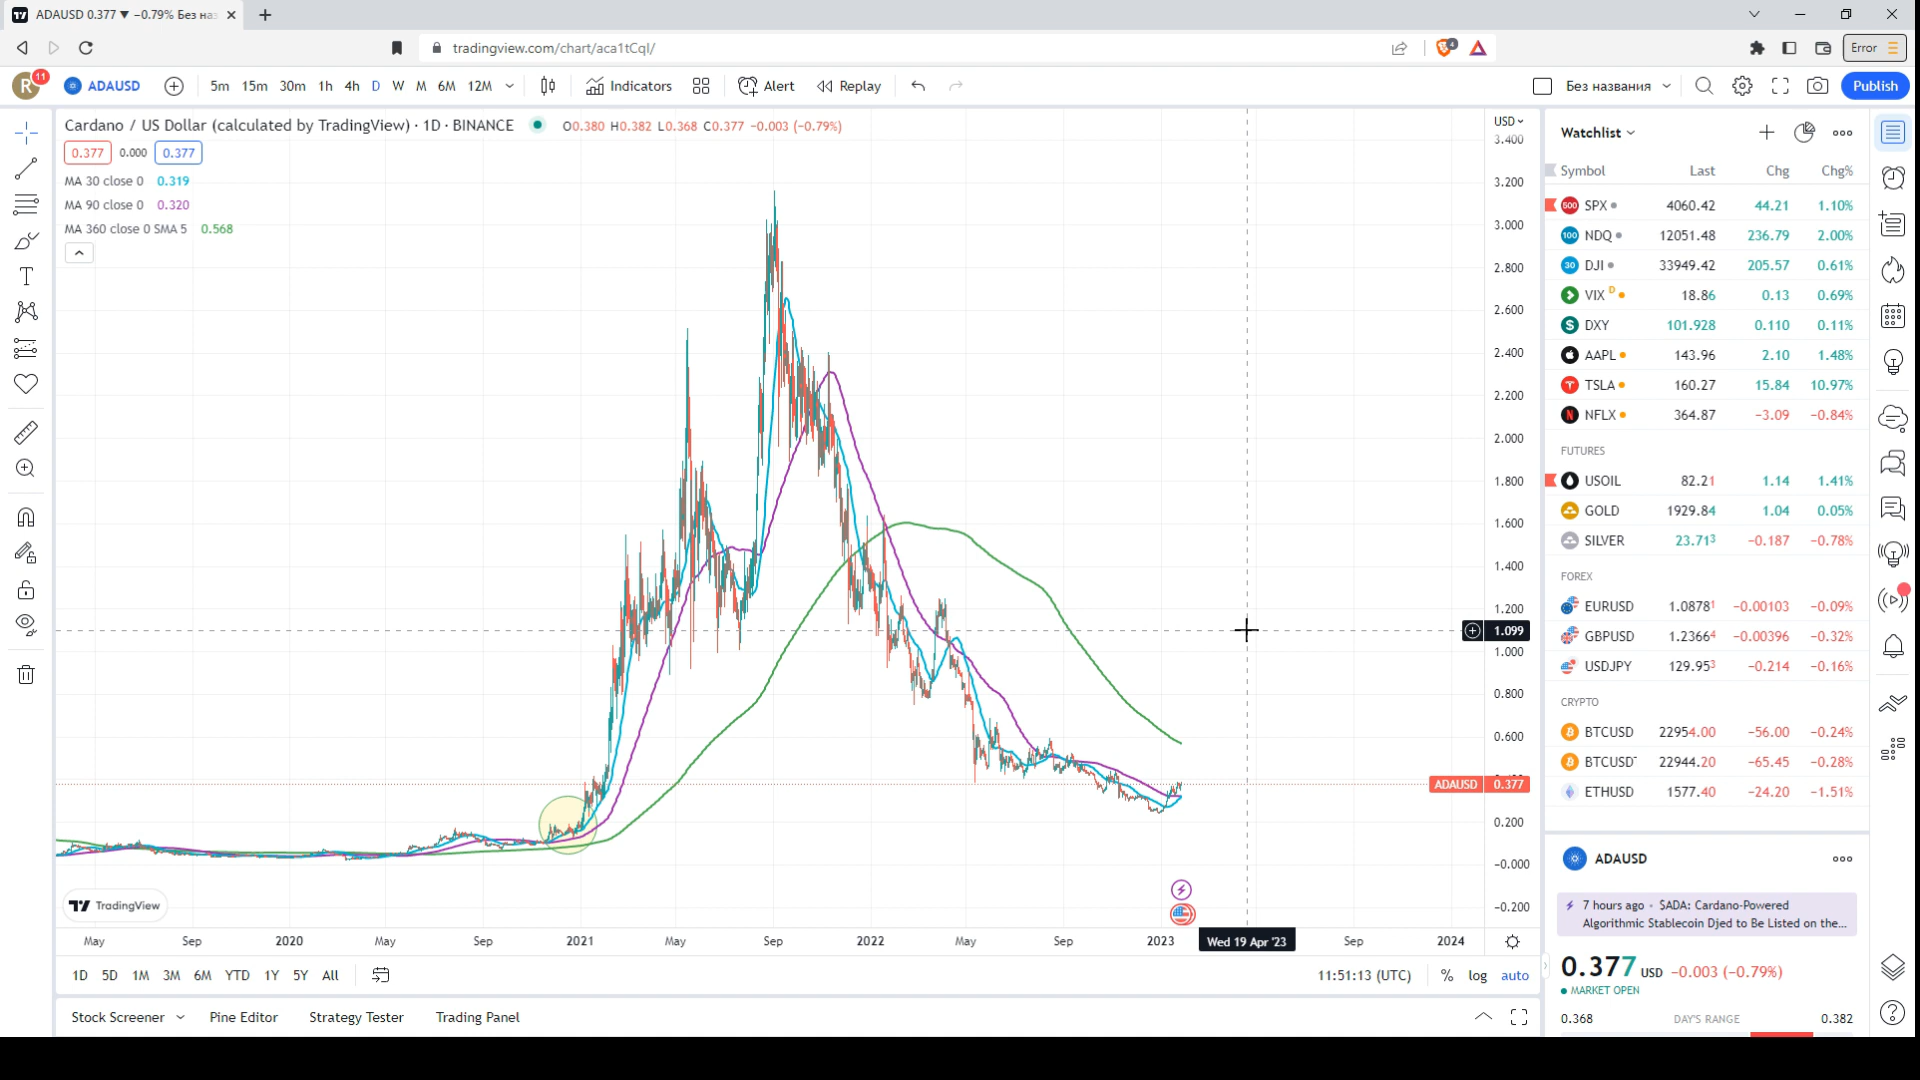 ADAUSD 0.377 ▼ −0.79% Без наз
tradingview.com/chart/aca1tCqI/
4
Error
R
11
ADAUSD
5m 15m 30m 1h 4h D W M 6M 12M
Indicators
Alert
Replay
Без названия
Publish
Cardano / US Dollar (calculated by TradingView) · 1D · BINANCE
O0.380 H0.382 L0.368 C0.377 −0.003 (−0.79%)
0.377 0.000 0.377
MA 30 close 0 0.319
MA 90 close 0 0.320
MA 360 close 0 SMA 5 0.568
USD
3.400
3.200
3.000
2.800
2.600
2.400
2.200
2.000
1.800
1.600
1.400
1.200
1.099
1.000
0.800
0.600
ADAUSD 0.377
0.200
−0.000
−0.200
TradingView
May Sep 2020 May Sep 2021 May Sep 2022 May Sep 2023 Wed 19 Apr '23 Sep 2024
1D 5D 1M 3M 6M YTD 1Y 5Y All
11:51:13 (UTC) % log auto
Stock Screener Pine Editor Strategy Tester Trading Panel
Watchlist
Symbol Last Chg Chg%
500 SPX 4060.42 44.21 1.10%
100 NDQ 12051.48 236.79 2.00%
30 DJI 33949.42 205.57 0.61%
VIX D 18.86 0.13 0.69%
DXY 101.928 0.110 0.11%
AAPL 143.96 2.10 1.48%
TSLA 160.27 15.84 10.97%
NFLX 364.87 −3.09 −0.84%
FUTURES
USOIL 82.21 1.14 1.41%
GOLD 1929.84 1.04 0.05%
SILVER 23.713 −0.187 −0.78%
FOREX
EURUSD 1.08781 −0.00103 −0.09%
GBPUSD 1.23664 −0.00396 −0.32%
USDJPY 129.953 −0.214 −0.16%
CRYPTO
BTCUSD 22954.00 −56.00 −0.24%
BTCUSD 22944.20 −65.45 −0.28%
ETHUSD 1577.40 −24.20 −1.51%
ADAUSD
7 hours ago · $ADA: Cardano-Powered
Algorithmic Stablecoin Djed to Be Listed on the...
0.377 USD −0.003 (−0.79%)
MARKET OPEN
0.368 DAY'S RANGE 0.382